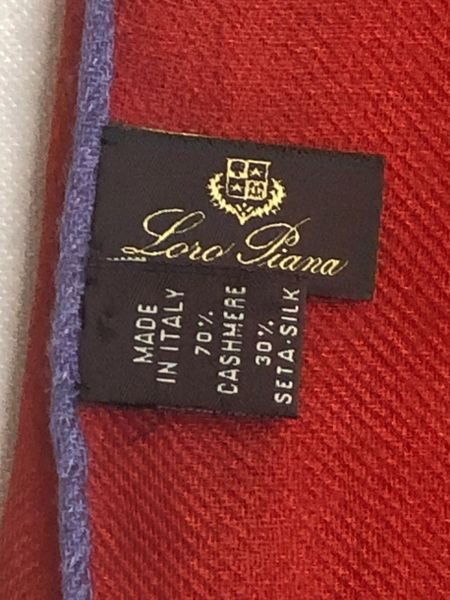 Loro Piana
MADE
IN ITALY
70%
CASHMERE
30%
SETA-SILK